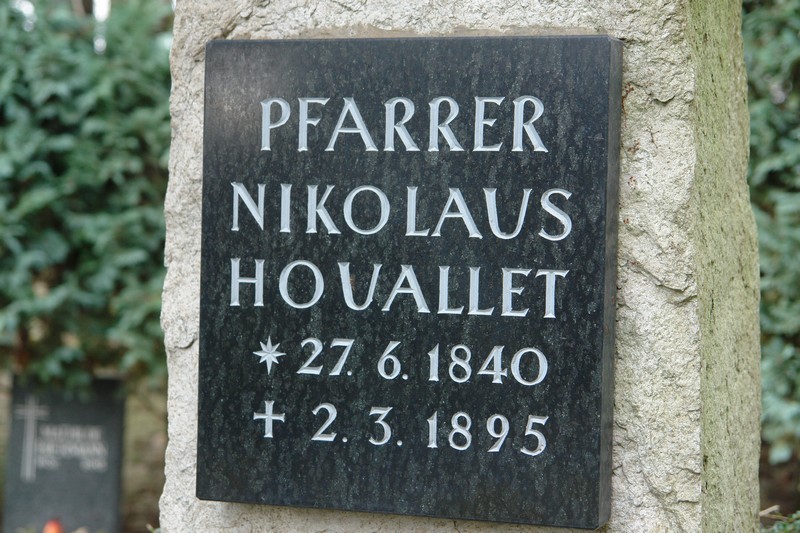 PFARRER
NIKOLAUS
HOUALLET
* 27. 6. 1840
✝ 2. 3. 1895